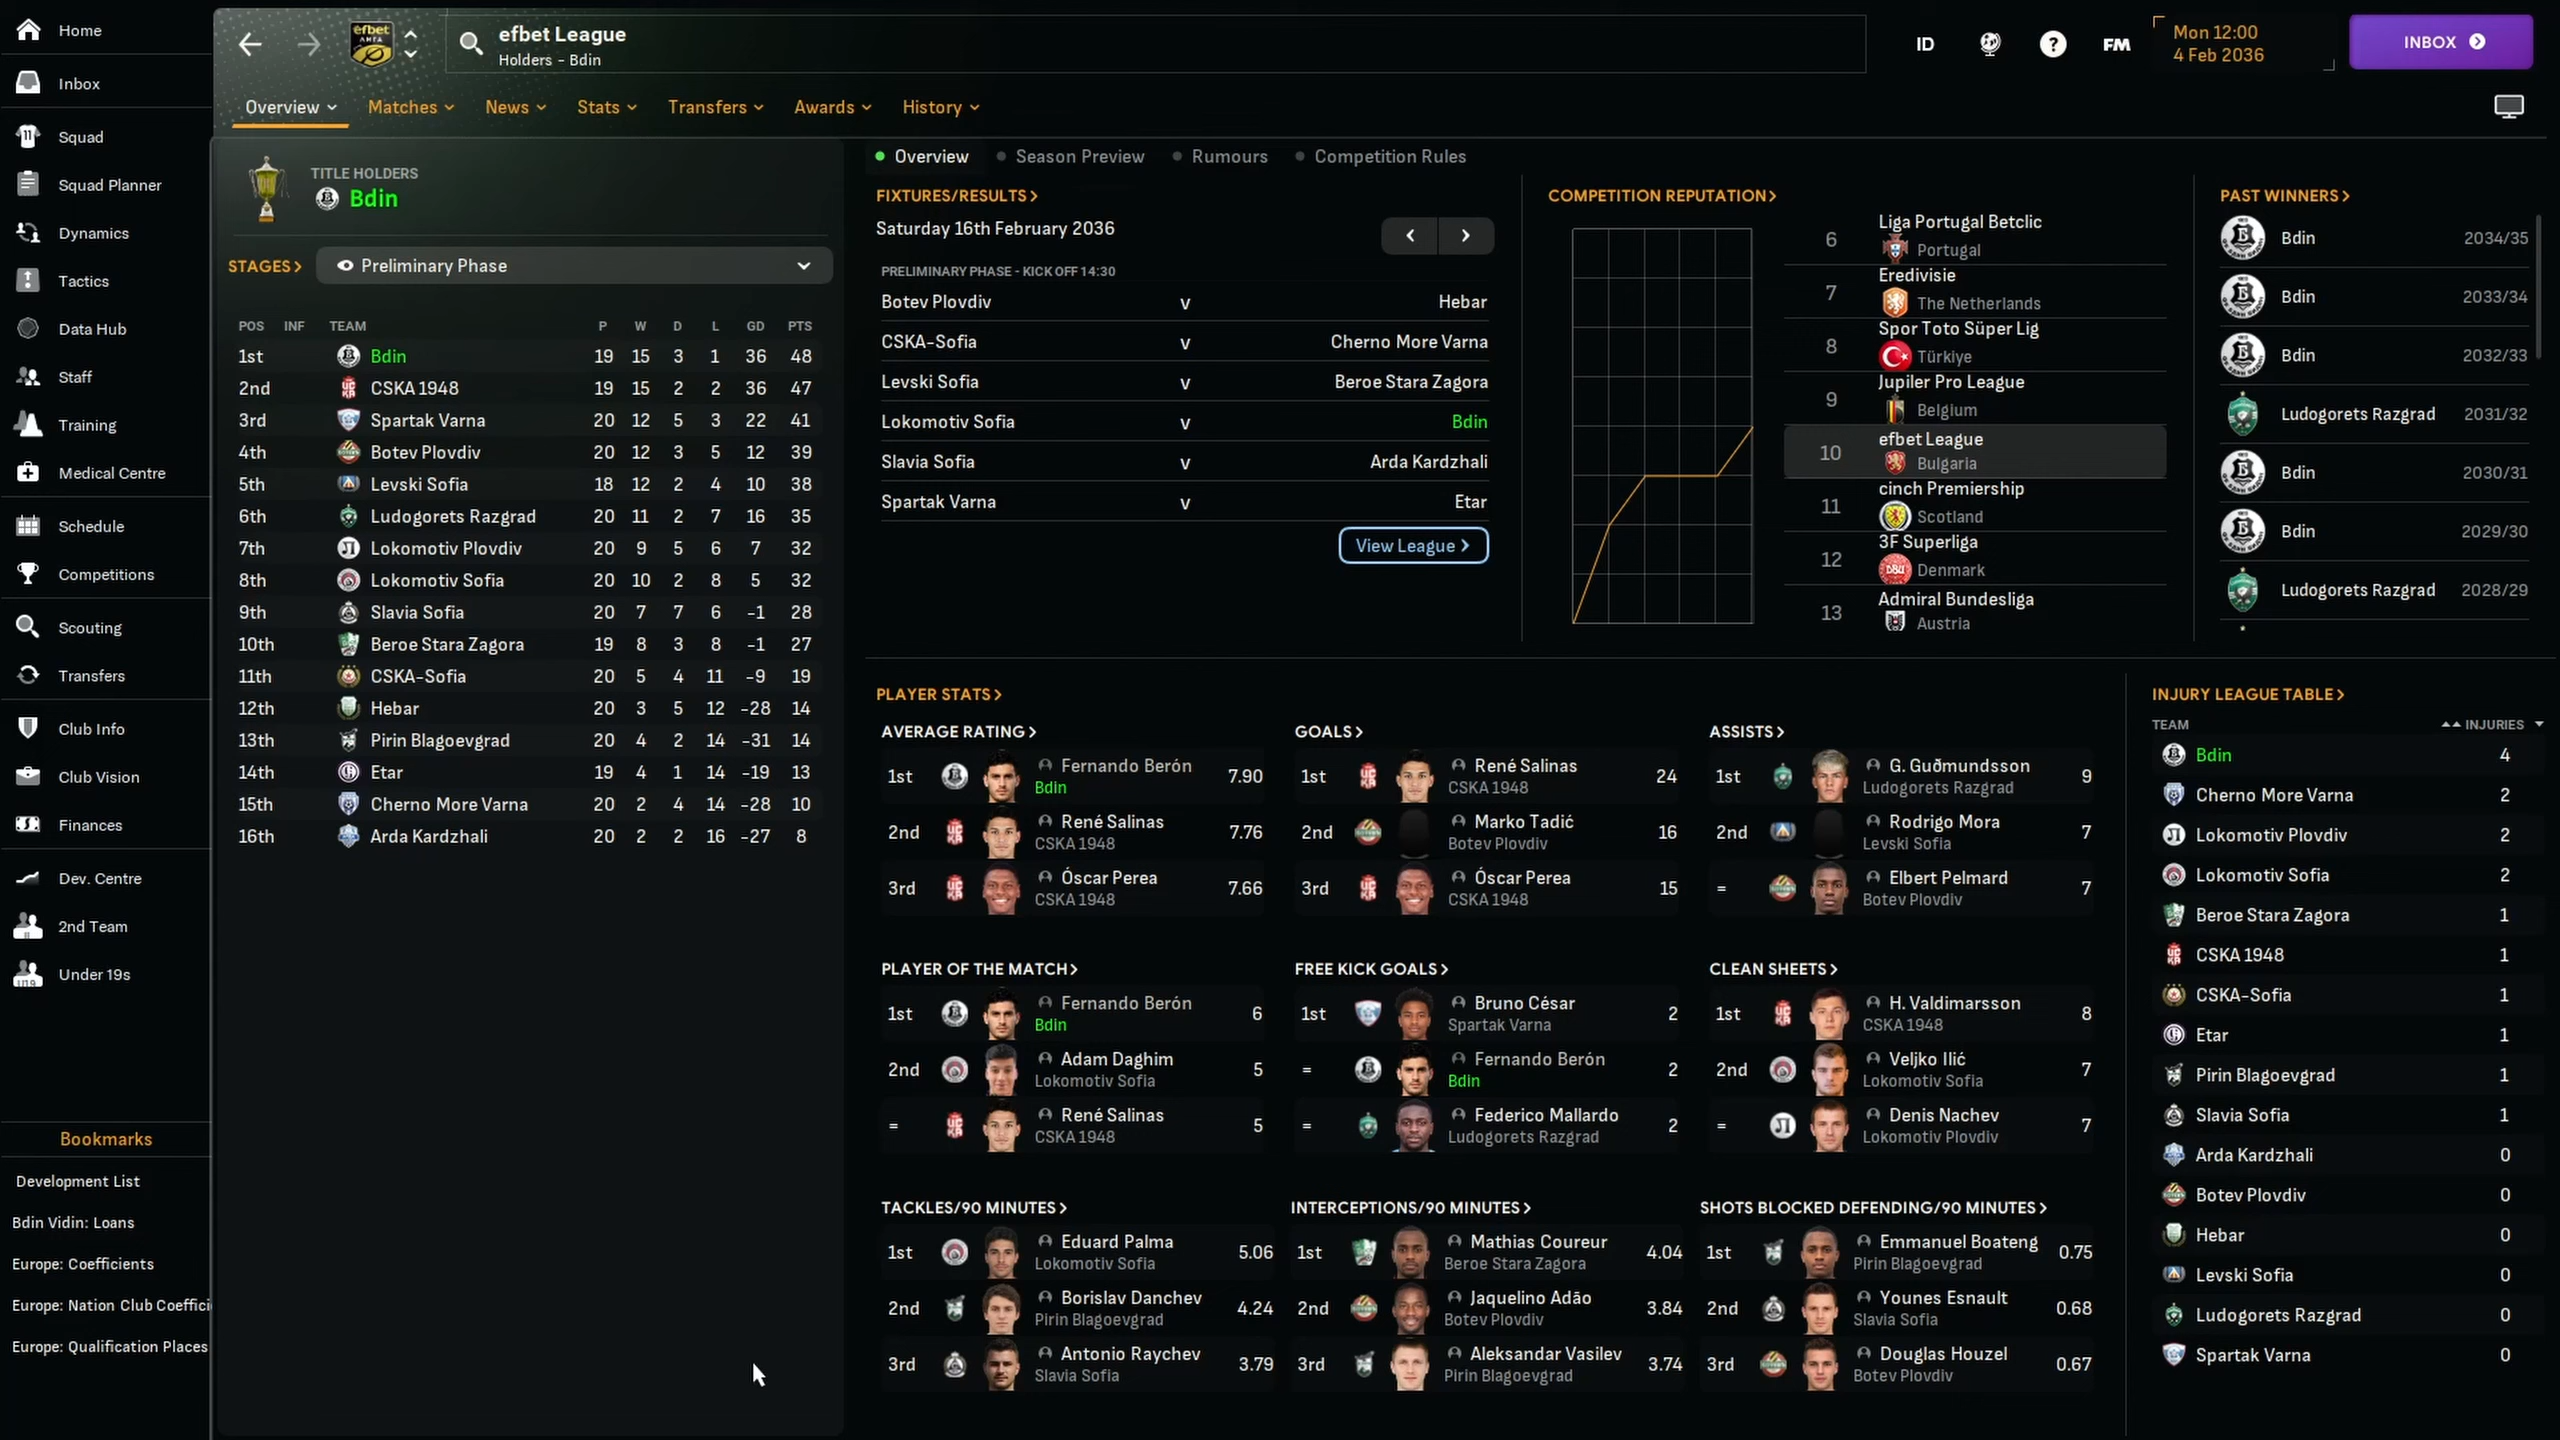 Home
Inbox
Squad
Squad Planner
Dynamics
Tactics
Data Hub
Staff
Training
Medical Centre
Schedule
Competitions
Scouting
Transfers
Club Info
Club Vision
Finances
Dev. Centre
2nd Team
Under 19s
Bookmarks
Development List
Bdin Vidin: Loans
Europe: Coefficients
Europe: Nation Club Coeffici
Europe: Qualification Places
efbet League
Holders - Bdin
ID
FM
Mon 12:00
4 Feb 2036
INBOX
Overview Matches News Stats Transfers Awards History
TITLE HOLDERS
Bdin
STAGES> Preliminary Phase
POS INF TEAM P W D L GD PTS
1st Bdin 19 15 3 1 36 48
2nd CSKA 1948 19 15 2 2 36 47
3rd Spartak Varna 20 12 5 3 22 41
4th Botev Plovdiv 20 12 3 5 12 39
5th Levski Sofia 18 12 2 4 10 38
6th Ludogorets Razgrad 20 11 2 7 16 35
7th Lokomotiv Plovdiv 20 9 5 6 7 32
8th Lokomotiv Sofia 20 10 2 8 5 32
9th Slavia Sofia 20 7 7 6 -1 28
10th Beroe Stara Zagora 19 8 3 8 -1 27
11th CSKA-Sofia 20 5 4 11 -9 19
12th Hebar 20 3 5 12 -28 14
13th Pirin Blagoevgrad 20 4 2 14 -31 14
14th Etar 19 4 1 14 -19 13
15th Cherno More Varna 20 2 4 14 -28 10
16th Arda Kardzhali 20 2 2 16 -27 8
Overview Season Preview Rumours Competition Rules
FIXTURES/RESULTS>
Saturday 16th February 2036
PRELIMINARY PHASE - KICK OFF 14:30
Botev Plovdiv v Hebar
CSKA-Sofia v Cherno More Varna
Levski Sofia v Beroe Stara Zagora
Lokomotiv Sofia v Bdin
Slavia Sofia v Arda Kardzhali
Spartak Varna v Etar
View League >
COMPETITION REPUTATION>
6 Liga Portugal Betclic
Portugal
7 Eredivisie
The Netherlands
8 Spor Toto Süper Lig
Türkiye
9 Jupiler Pro League
Belgium
10 efbet League
Bulgaria
11 cinch Premiership
Scotland
12 3F Superliga
Denmark
13 Admiral Bundesliga
Austria
PAST WINNERS>
Bdin 2034/35
Bdin 2033/34
Bdin 2032/33
Ludogorets Razgrad 2031/32
Bdin 2030/31
Bdin 2029/30
Ludogorets Razgrad 2028/29
PLAYER STATS>
AVERAGE RATING>
1st Fernando Berón 7.90
Bdin
2nd René Salinas 7.76
CSKA 1948
3rd Óscar Perea 7.66
CSKA 1948
GOALS>
1st René Salinas 24
CSKA 1948
2nd Marko Tadić 16
Botev Plovdiv
3rd Óscar Perea 15
CSKA 1948
ASSISTS>
1st G. Guðmundsson 9
Ludogorets Razgrad
2nd Rodrigo Mora 7
Levski Sofia
= Elbert Pelmard 7
Botev Plovdiv
PLAYER OF THE MATCH>
1st Fernando Berón 6
Bdin
2nd Adam Daghim 5
Lokomotiv Sofia
= René Salinas 5
CSKA 1948
FREE KICK GOALS>
1st Bruno César 2
Spartak Varna
= Fernando Berón 2
Bdin
= Federico Mallardo 2
Ludogorets Razgrad
CLEAN SHEETS>
1st H. Valdimarsson 8
CSKA 1948
2nd Veljko Ilić 7
Lokomotiv Sofia
= Denis Nachev 7
Lokomotiv Plovdiv
TACKLES/90 MINUTES>
1st Eduard Palma 5.06
Lokomotiv Sofia
2nd Borislav Danchev 4.24
Pirin Blagoevgrad
3rd Antonio Raychev 3.79
Slavia Sofia
INTERCEPTIONS/90 MINUTES>
1st Mathias Coureur 4.04
Beroe Stara Zagora
2nd Jaquelino Adão 3.84
Botev Plovdiv
3rd Aleksandar Vasilev 3.74
Pirin Blagoevgrad
SHOTS BLOCKED DEFENDING/90 MINUTES>
1st Emmanuel Boateng 0.75
Pirin Blagoevgrad
2nd Younes Esnault 0.68
Slavia Sofia
3rd Douglas Houzel 0.67
Botev Plovdiv
INJURY LEAGUE TABLE>
TEAM INJURIES
Bdin 4
Cherno More Varna 2
Lokomotiv Plovdiv 2
Lokomotiv Sofia 2
Beroe Stara Zagora 1
CSKA 1948 1
CSKA-Sofia 1
Etar 1
Pirin Blagoevgrad 1
Slavia Sofia 1
Arda Kardzhali 0
Botev Plovdiv 0
Hebar 0
Levski Sofia 0
Ludogorets Razgrad 0
Spartak Varna 0